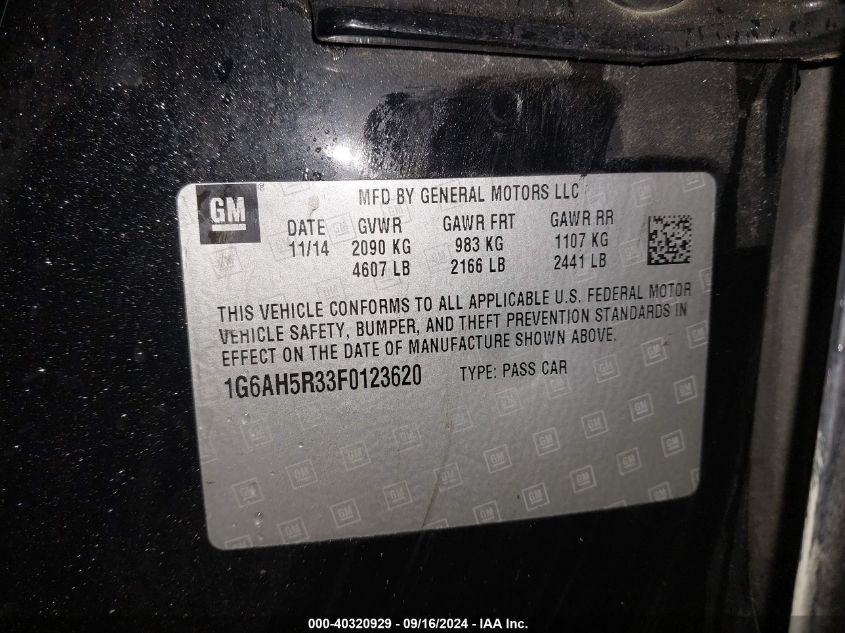 GM
®
MFD BY GENERAL MOTORS LLC
DATE GVWR GAWR FRT GAWR RR
11/14 2090 KG 983 KG 1107 KG
4607 LB 2166 LB 2441 LB
THIS VEHICLE CONFORMS TO ALL APPLICABLE U.S. FEDERAL MOTOR
VEHICLE SAFETY, BUMPER, AND THEFT PREVENTION STANDARDS IN
EFFECT ON THE DATE OF MANUFACTURE SHOWN ABOVE.
1G6AH5R33F0123620 TYPE: PASS CAR
000-40320929 - 09/16/2024 - IAA Inc.